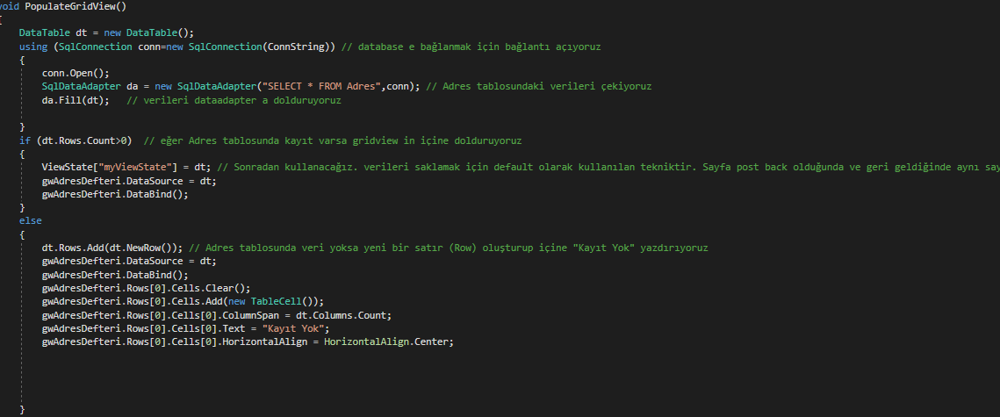 void PopulateGridView()
{
DataTable dt = new DataTable();
using (SqlConnection conn=new SqlConnection(ConnString)) // database e bağlanmak için bağlantı açıyoruz
{
conn.Open();
SqlDataAdapter da = new SqlDataAdapter("SELECT * FROM Adres",conn); // Adres tablosundaki verileri çekiyoruz
da.Fill(dt);   // verileri dataadapter a dolduruyoruz
}
if (dt.Rows.Count>0)  // eğer Adres tablosunda kayıt varsa gridview in içine dolduruyoruz
{
ViewState["myViewState"] = dt; // Sonradan kullanacağız. verileri saklamak için default olarak kullanılan tekniktir. Sayfa post back olduğunda ve geri geldiğinde aynı say
gwAdresDefteri.DataSource = dt;
gwAdresDefteri.DataBind();
}
else
{
dt.Rows.Add(dt.NewRow()); // Adres tablosunda veri yoksa yeni bir satır (Row) oluşturup içine "Kayıt Yok" yazdırıyoruz
gwAdresDefteri.DataSource = dt;
gwAdresDefteri.DataBind();
gwAdresDefteri.Rows[0].Cells.Clear();
gwAdresDefteri.Rows[0].Cells.Add(new TableCell());
gwAdresDefteri.Rows[0].Cells[0].ColumnSpan = dt.Columns.Count;
gwAdresDefteri.Rows[0].Cells[0].Text = "Kayıt Yok";
gwAdresDefteri.Rows[0].Cells[0].HorizontalAlign = HorizontalAlign.Center;
}